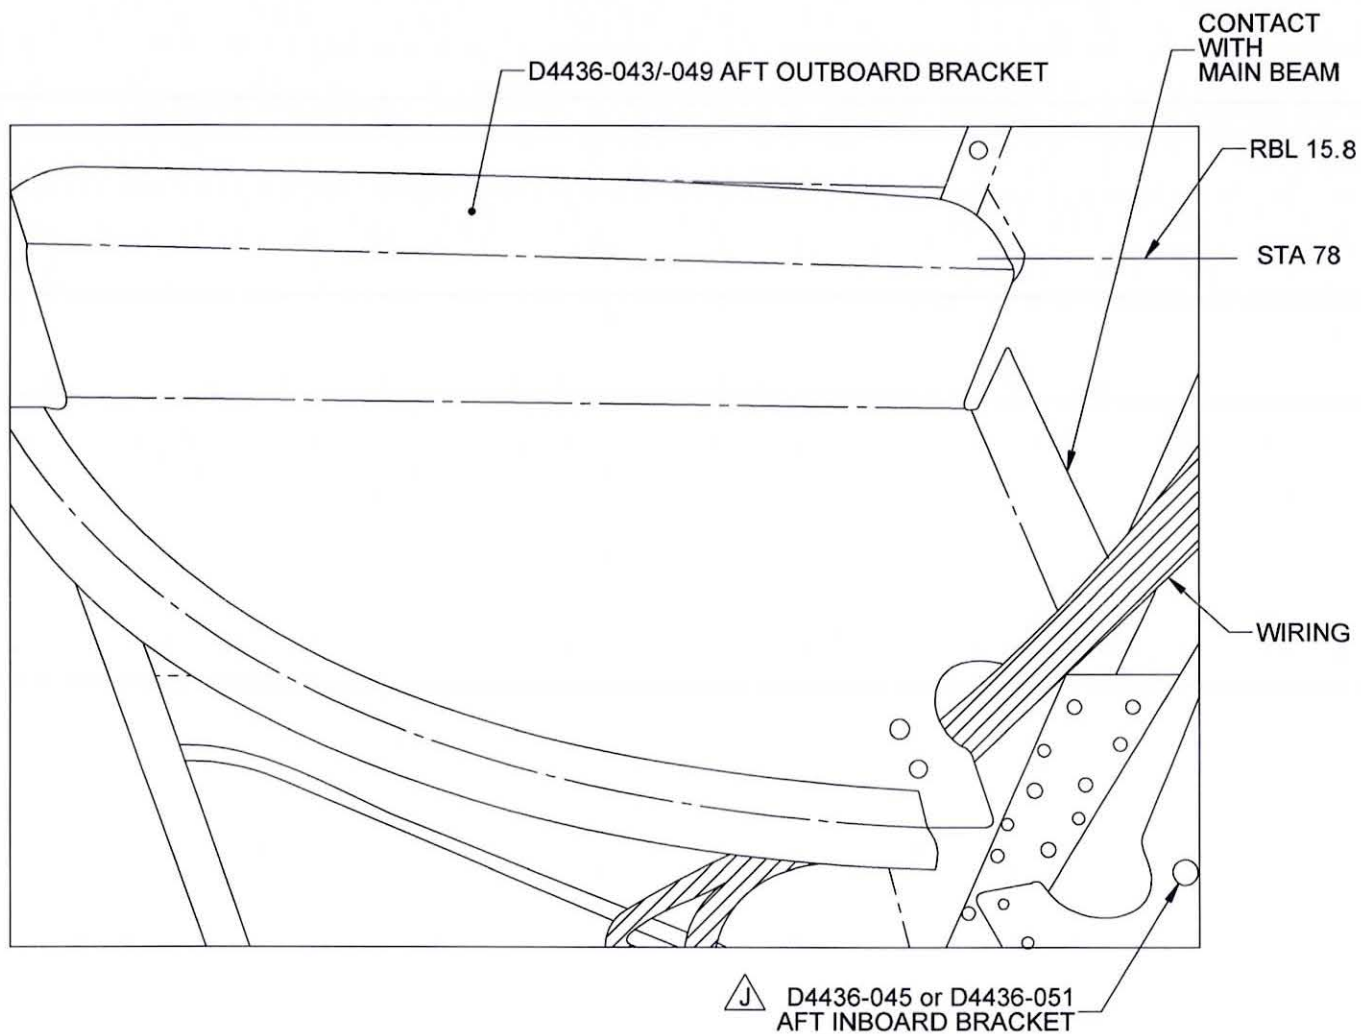 CONTACT
WITH
MAIN BEAM
D4436-043/-049 AFT OUTBOARD BRACKET
RBL 15.8
STA 78
WIRING
J D4436-045 or D4436-051
AFT INBOARD BRACKET